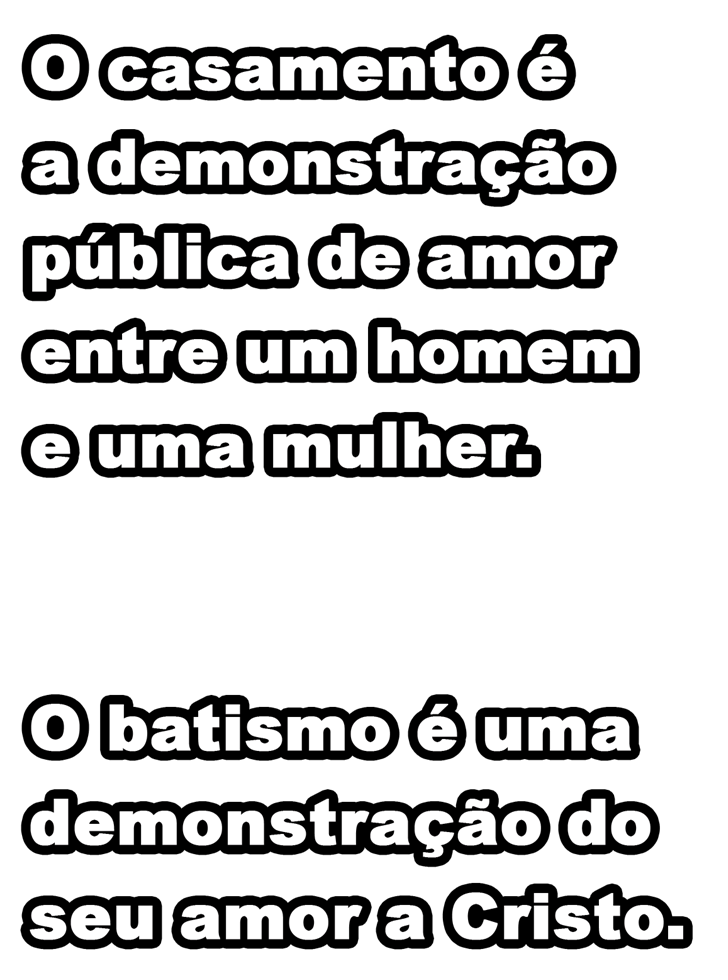 O casamento é
a demonstração
pública de amor
entre um homem
e uma mulher.
O batismo é uma
demonstração do
seu amor a Cristo.